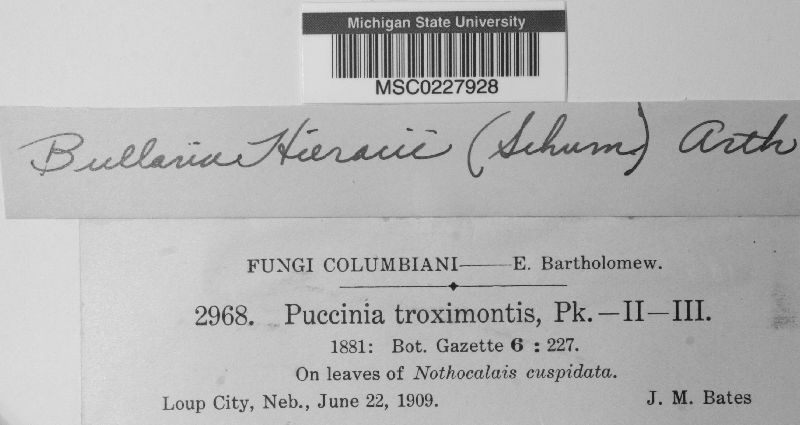 Michigan State University
MSC0227928
Bullaria Hieracii (Schum) Arth
FUNGI COLUMBIANI——E. Bartholomew.
2968. Puccinia troximontis, Pk.—II—III.
1881: Bot. Gazette 6 : 227.
On leaves of Nothocalais cuspidata.
Loup City, Neb., June 22, 1909. J. M. Bates